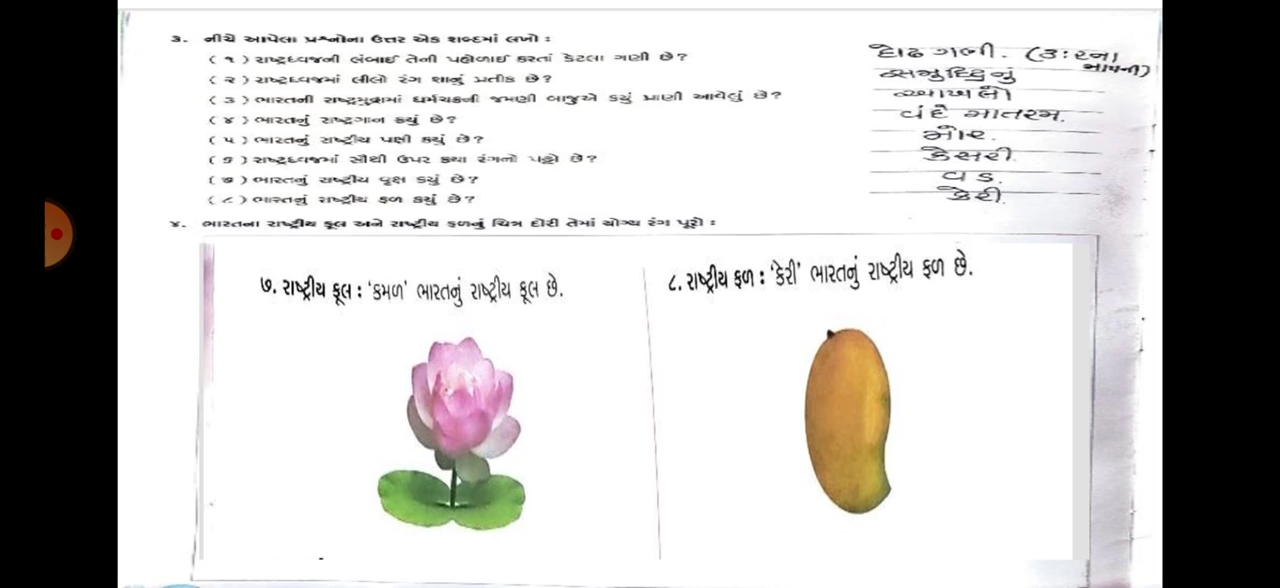 ૩. નીચે આપેલા પ્રશ્નોના ઉત્તર એક શબ્દમાં લખો :
(૧) રાષ્ટ્રધ્વજની લંબાઈ તેની પહોળાઈ કરતાં કેટલા ગણી છે? દોઢ ગણી. (૩:૨ના માપની)
(૨) રાષ્ટ્રધ્વજમાં લીલો રંગ શાનું પ્રતીક છે? સમૃદ્ધિનું
(૩) ભારતની રાષ્ટ્રમુદ્રામાં ધર્મચક્રની જમણી બાજુએ કયું પ્રાણી આવેલું છે? આખલો
(૪) ભારતનું રાષ્ટ્રગાન કયું છે? વંદે માતરમ.
(૫) ભારતનું રાષ્ટ્રીય પક્ષી કયું છે? મોર.
(૬) રાષ્ટ્રધ્વજમાં સૌથી ઉપર કયા રંગનો પટ્ટો છે? કેસરી
(૭) ભારતનું રાષ્ટ્રીય વૃક્ષ કયું છે? વડ.
(૮) ભારતનું રાષ્ટ્રીય ફળ કયું છે? કેરી
૪. ભારતના રાષ્ટ્રીય ફૂલ અને રાષ્ટ્રીય ફળનું ચિત્ર દોરી તેમાં યોગ્ય રંગ પૂરો :
૭. રાષ્ટ્રીય ફૂલ : ‘કમળ’ ભારતનું રાષ્ટ્રીય ફૂલ છે.
૮. રાષ્ટ્રીય ફળ : ‘કેરી’ ભારતનું રાષ્ટ્રીય ફળ છે.